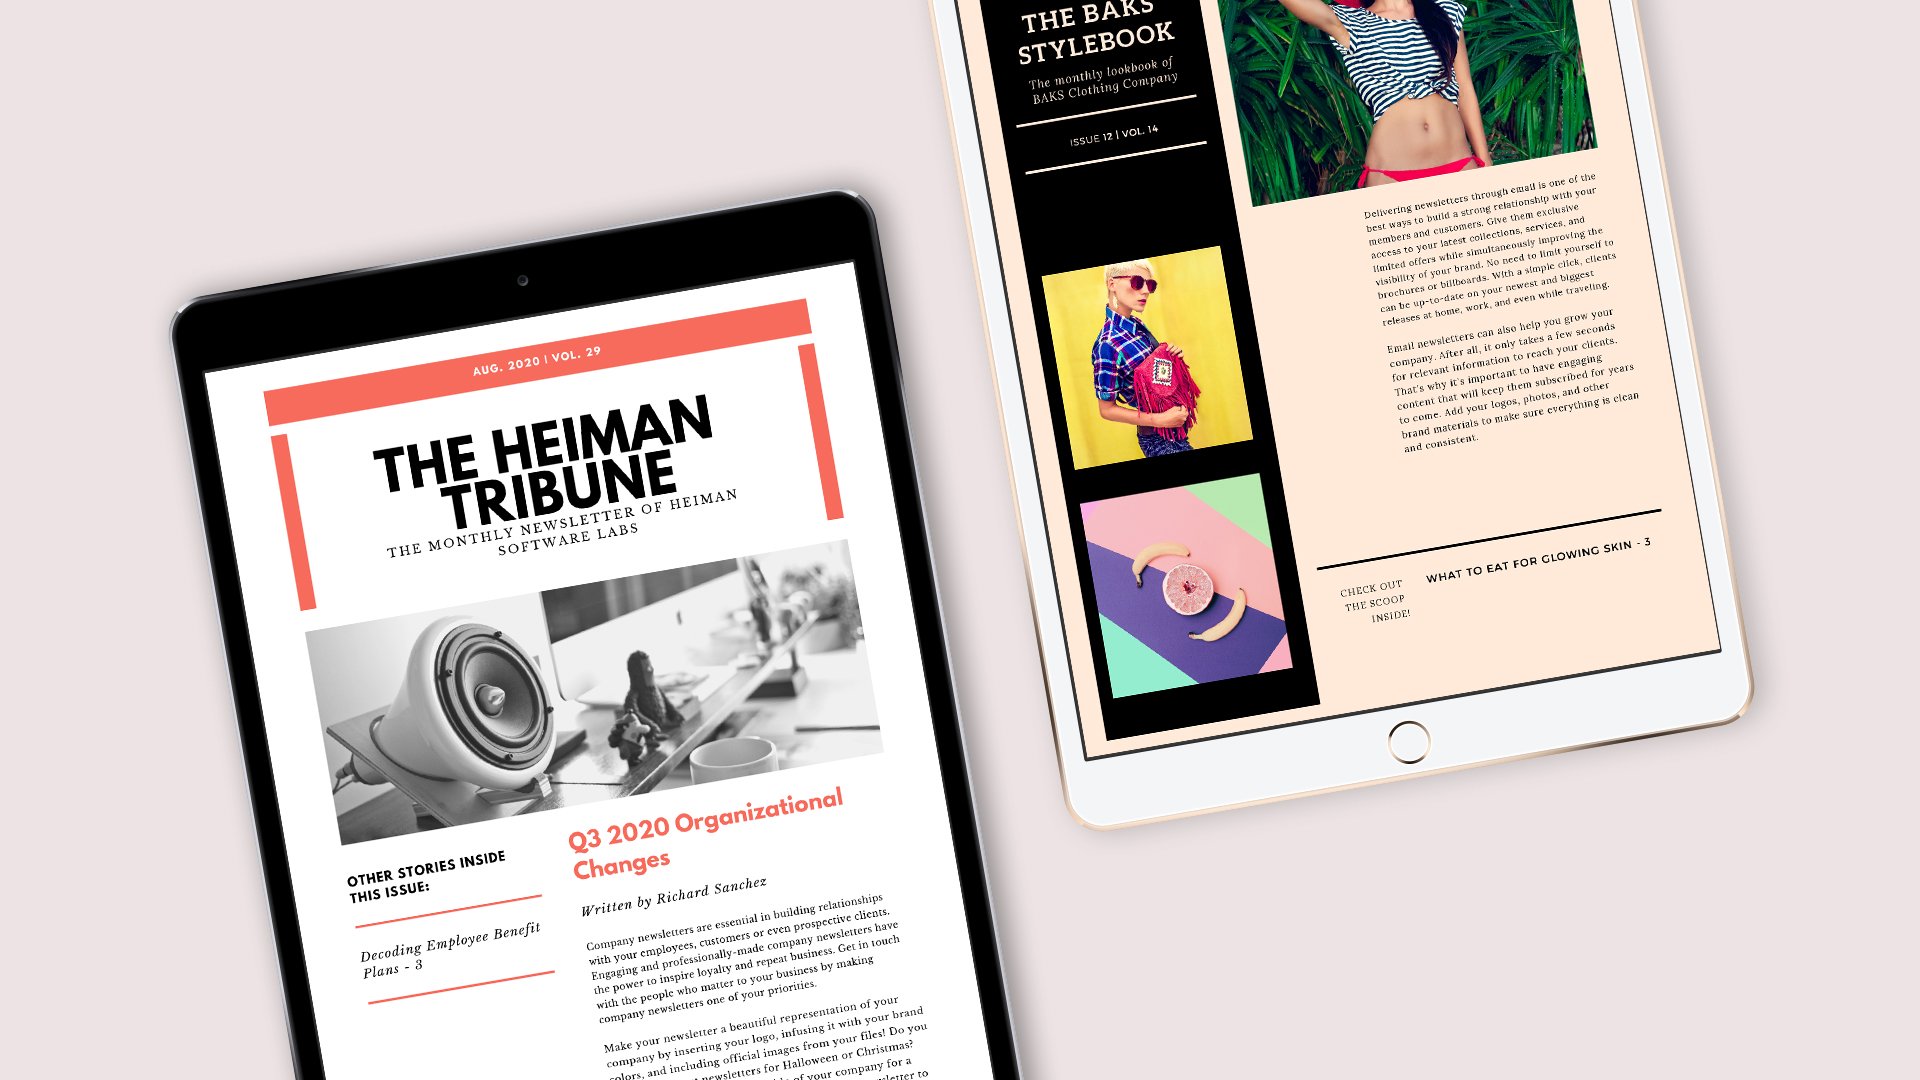 AUG. 2020 | VOL. 29
THE HEIMAN
TRIBUNE
THE MONTHLY NEWSLETTER OF HEIMAN
SOFTWARE LABS
OTHER STORIES INSIDE
THIS ISSUE:
Decoding Employee Benefit
Plans - 3
Q3 2020 Organizational
Changes
Written by Richard Sanchez
Company newsletters are essential in building relationships
with your employees, customers or even prospective clients.
Engaging and professionally-made company newsletters have
the power to inspire loyalty and repeat business. Get in touch
with the people who matter to your business by making
company newsletters one of your priorities.
Make your newsletter a beautiful representation of your
company by inserting your logo, infusing it with your brand
colors, and including official images from your files! Do you
newsletters for Halloween or Christmas?
of your company for a
THE BAKS
STYLEBOOK
The monthly lookbook of
BAKS Clothing Company
ISSUE 12 | VOL. 14
Delivering newsletters through email is one of the
best ways to build a strong relationship with your
members and customers. Give them exclusive
access to your latest collections, services, and
limited offers while simultaneously improving the
visibility of your brand. No need to limit yourself to
brochures or billboards. With a simple click, clients
can be up-to-date on your newest and biggest
releases at home, work, and even while traveling.
Email newsletters can also help you grow your
company. After all, it only takes a few seconds
for relevant information to reach your clients.
That's why it's important to have engaging
content that will keep them subscribed for years
to come. Add your logos, photos, and other
brand materials to make sure everything is clean
and consistent.
CHECK OUT
THE SCOOP
INSIDE!
WHAT TO EAT FOR GLOWING SKIN - 3